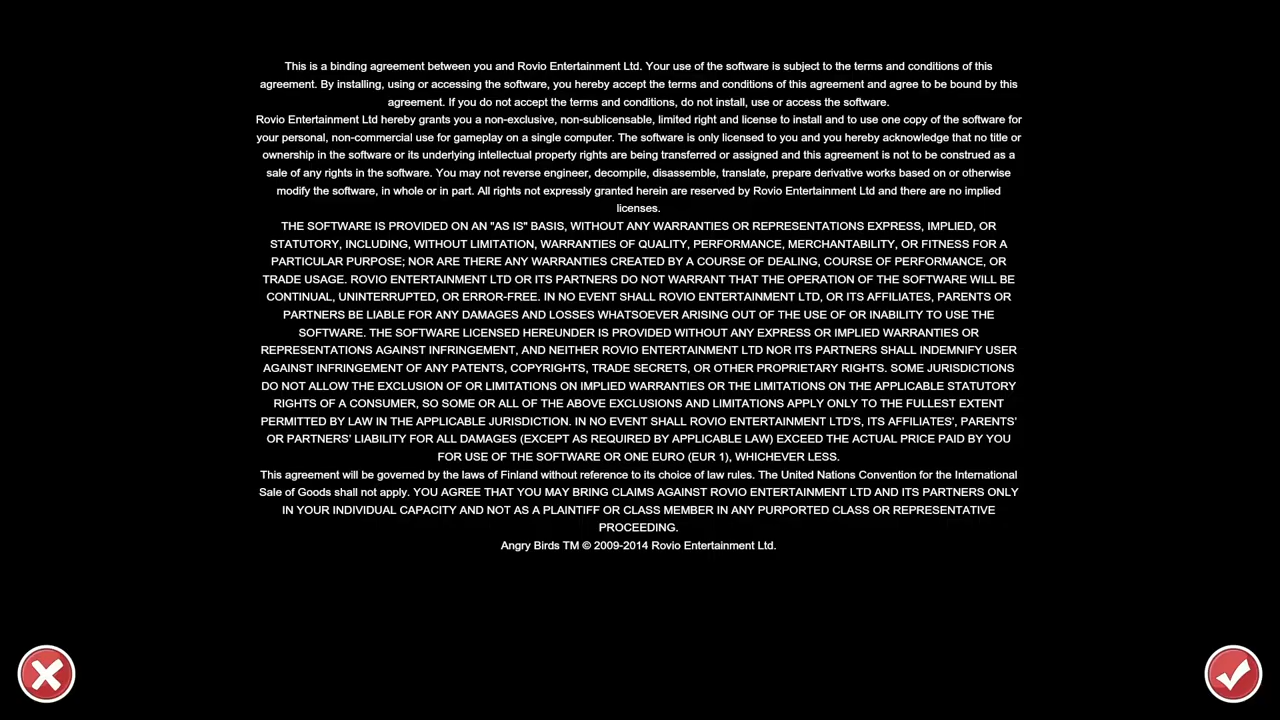 This is a binding agreement between you and Rovio Entertainment Ltd. Your use of the software is subject to the terms and conditions of this
agreement. By installing, using or accessing the software, you hereby accept the terms and conditions of this agreement and agree to be bound by this
agreement. If you do not accept the terms and conditions, do not install, use or access the software.
Rovio Entertainment Ltd hereby grants you a non-exclusive, non-sublicensable, limited right and license to install and to use one copy of the software for
your personal, non-commercial use for gameplay on a single computer. The software is only licensed to you and you hereby acknowledge that no title or
ownership in the software or its underlying intellectual property rights are being transferred or assigned and this agreement is not to be construed as a
sale of any rights in the software. You may not reverse engineer, decompile, disassemble, translate, prepare derivative works based on or otherwise
modify the software, in whole or in part. All rights not expressly granted herein are reserved by Rovio Entertainment Ltd and there are no implied
licenses.
THE SOFTWARE IS PROVIDED ON AN "AS IS" BASIS, WITHOUT ANY WARRANTIES OR REPRESENTATIONS EXPRESS, IMPLIED, OR
STATUTORY, INCLUDING, WITHOUT LIMITATION, WARRANTIES OF QUALITY, PERFORMANCE, MERCHANTABILITY, OR FITNESS FOR A
PARTICULAR PURPOSE; NOR ARE THERE ANY WARRANTIES CREATED BY A COURSE OF DEALING, COURSE OF PERFORMANCE, OR
TRADE USAGE. ROVIO ENTERTAINMENT LTD OR ITS PARTNERS DO NOT WARRANT THAT THE OPERATION OF THE SOFTWARE WILL BE
CONTINUAL, UNINTERRUPTED, OR ERROR-FREE. IN NO EVENT SHALL ROVIO ENTERTAINMENT LTD, OR ITS AFFILIATES, PARENTS OR
PARTNERS BE LIABLE FOR ANY DAMAGES AND LOSSES WHATSOEVER ARISING OUT OF THE USE OF OR INABILITY TO USE THE
SOFTWARE. THE SOFTWARE LICENSED HEREUNDER IS PROVIDED WITHOUT ANY EXPRESS OR IMPLIED WARRANTIES OR
REPRESENTATIONS AGAINST INFRINGEMENT, AND NEITHER ROVIO ENTERTAINMENT LTD NOR ITS PARTNERS SHALL INDEMNIFY USER
AGAINST INFRINGEMENT OF ANY PATENTS, COPYRIGHTS, TRADE SECRETS, OR OTHER PROPRIETARY RIGHTS. SOME JURISDICTIONS
DO NOT ALLOW THE EXCLUSION OF OR LIMITATIONS ON IMPLIED WARRANTIES OR THE LIMITATIONS ON THE APPLICABLE STATUTORY
RIGHTS OF A CONSUMER, SO SOME OR ALL OF THE ABOVE EXCLUSIONS AND LIMITATIONS APPLY ONLY TO THE FULLEST EXTENT
PERMITTED BY LAW IN THE APPLICABLE JURISDICTION. IN NO EVENT SHALL ROVIO ENTERTAINMENT LTD'S, ITS AFFILIATES', PARENTS'
OR PARTNERS' LIABILITY FOR ALL DAMAGES (EXCEPT AS REQUIRED BY APPLICABLE LAW) EXCEED THE ACTUAL PRICE PAID BY YOU
FOR USE OF THE SOFTWARE OR ONE EURO (EUR 1), WHICHEVER LESS.
This agreement will be governed by the laws of Finland without reference to its choice of law rules. The United Nations Convention for the International
Sale of Goods shall not apply. YOU AGREE THAT YOU MAY BRING CLAIMS AGAINST ROVIO ENTERTAINMENT LTD AND ITS PARTNERS ONLY
IN YOUR INDIVIDUAL CAPACITY AND NOT AS A PLAINTIFF OR CLASS MEMBER IN ANY PURPORTED CLASS OR REPRESENTATIVE
PROCEEDING.
Angry Birds TM © 2009-2014 Rovio Entertainment Ltd.